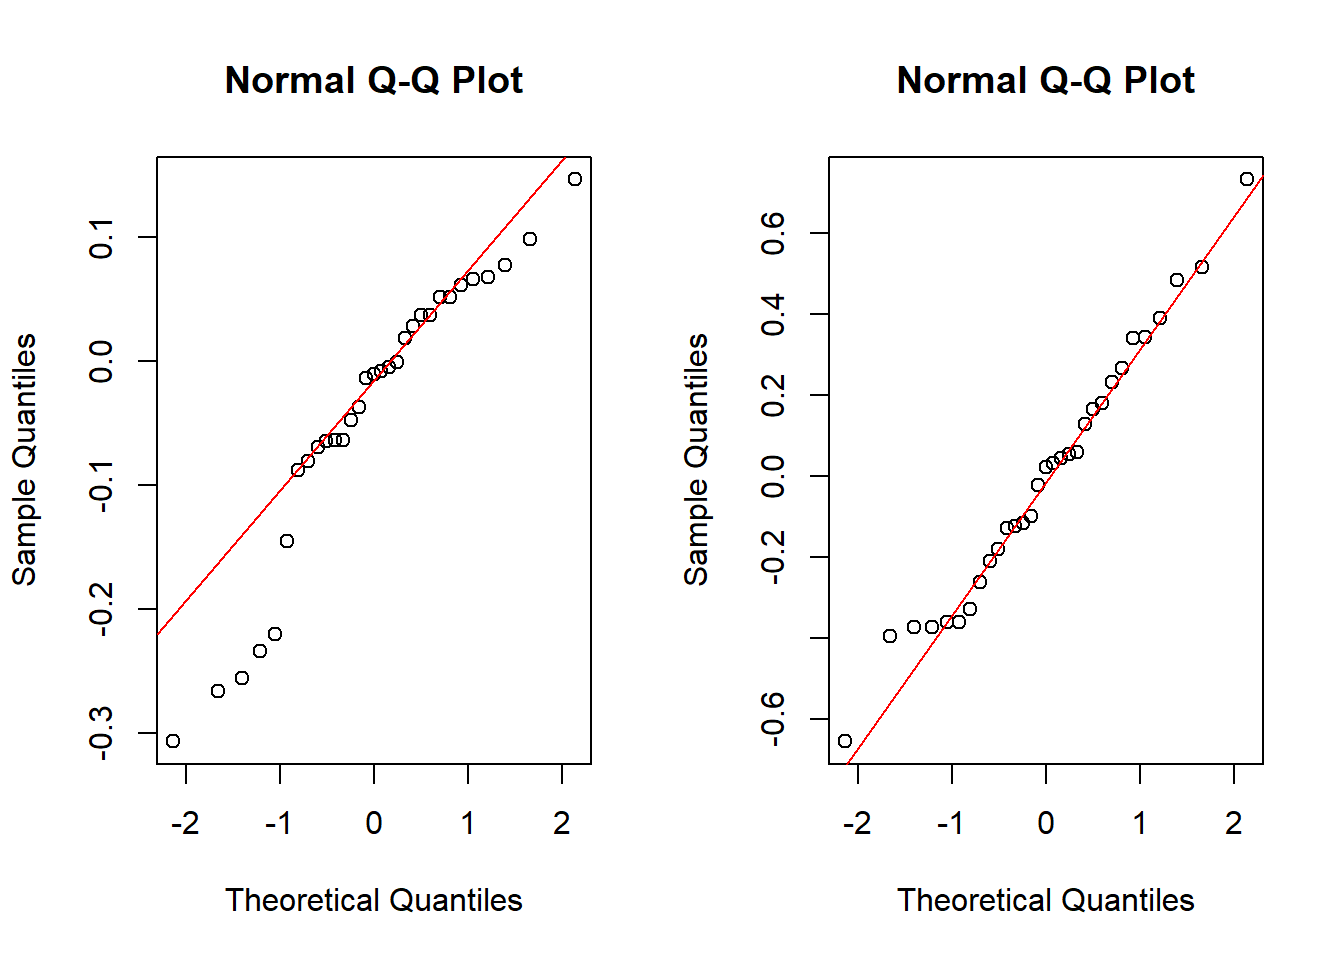 Normal Q-Q Plot
Sample Quantiles
0.1
0.0
-0.1
-0.2
-0.3
-2 -1 0 1 2
Theoretical Quantiles
Normal Q-Q Plot
Sample Quantiles
0.6
0.4
0.2
0.0
-0.2
-0.6
-2 -1 0 1 2
Theoretical Quantiles